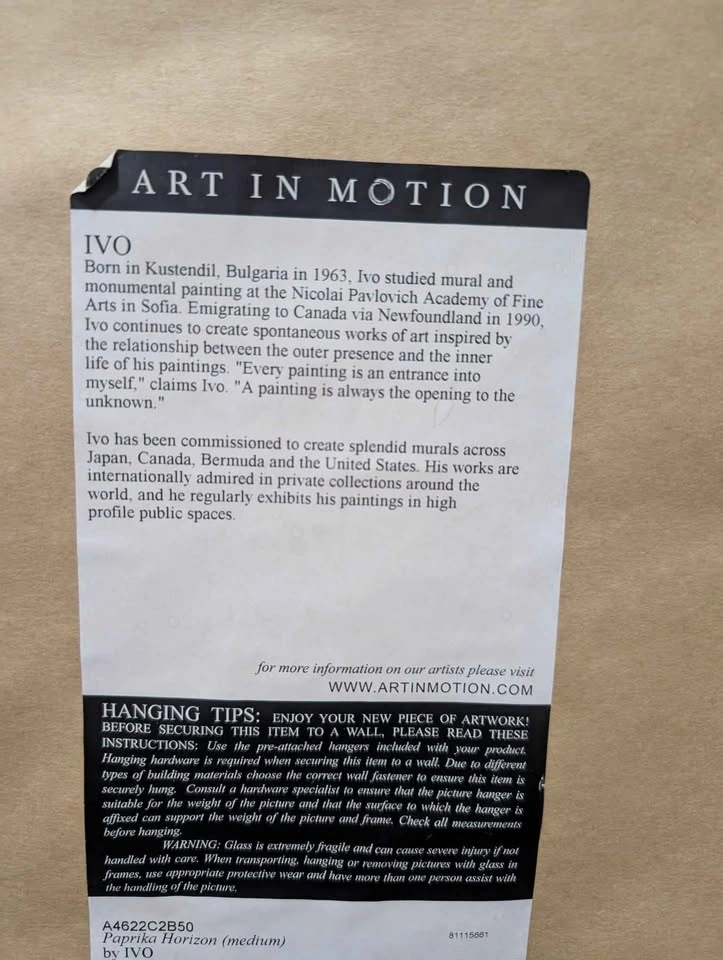 ART IN MOTION
IVO
Born in Kustendil, Bulgaria in 1963, Ivo studied mural and
monumental painting at the Nicolai Pavlovich Academy of Fine
Arts in Sofia. Emigrating to Canada via Newfoundland in 1990,
Ivo continues to create spontaneous works of art inspired by
the relationship between the outer presence and the inner
life of his paintings. "Every painting is an entrance into
myself," claims Ivo. "A painting is always the opening to the
unknown."
Ivo has been commissioned to create splendid murals across
Japan, Canada, Bermuda and the United States. His works are
internationally admired in private collections around the
world, and he regularly exhibits his paintings in high
profile public spaces.
for more information on our artists please visit
WWW.ARTINMOTION.COM
HANGING TIPS: ENJOY YOUR NEW PIECE OF ARTWORK!
BEFORE SECURING THIS ITEM TO A WALL, PLEASE READ THESE
INSTRUCTIONS: Use the pre-attached hangers included with your product.
Hanging hardware is required when securing this item to a wall. Due to different
types of building materials choose the correct wall fastener to ensure this item is
securely hung. Consult a hardware specialist to ensure that the picture hanger is
suitable for the weight of the picture and that the surface to which the hanger is
affixed can support the weight of the picture and frame. Check all measurements
before hanging.
WARNING: Glass is extremely fragile and can cause severe injury if not
handled with care. When transporting, hanging or removing pictures with glass in
frames, use appropriate protective wear and have more than one person assist with
the handling of the picture.
A4622C2B50
81115661
Paprika Horizon (medium)
by IVO